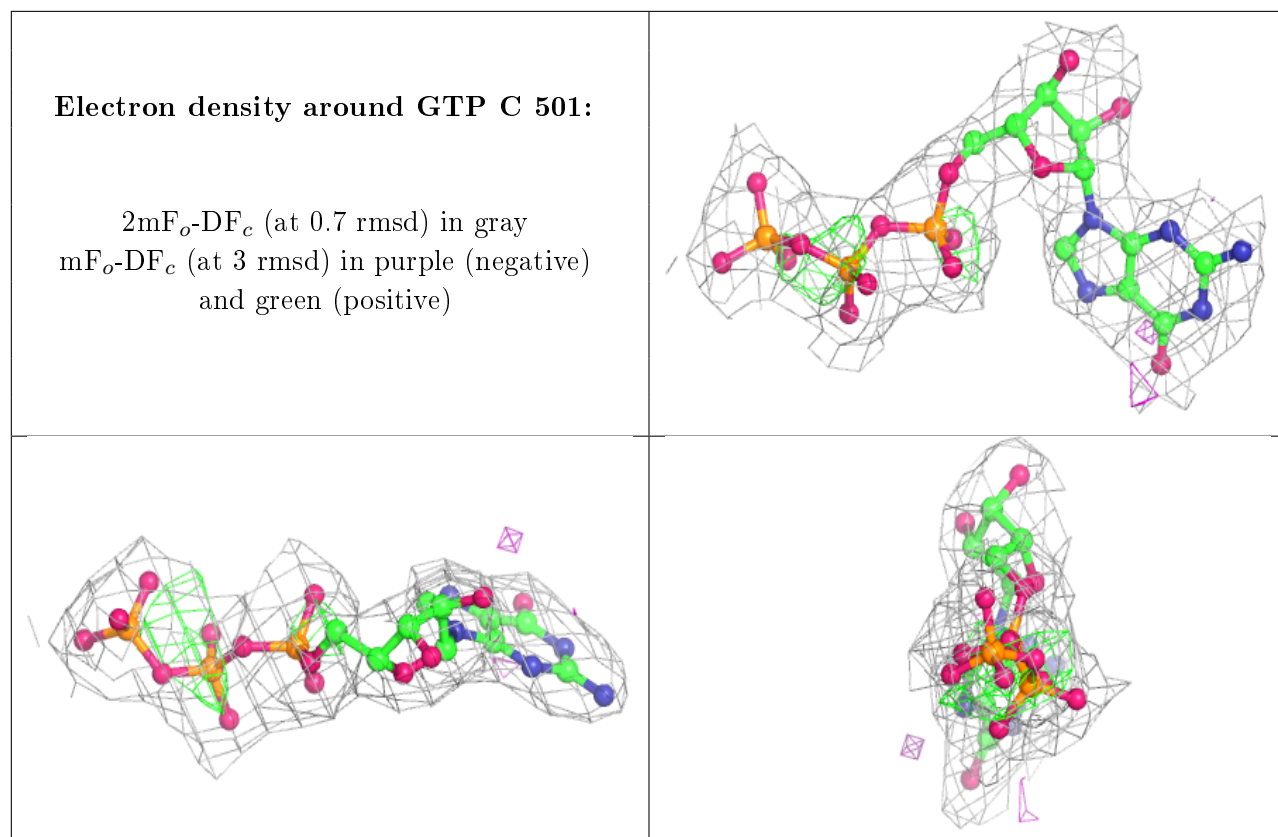 Electron density around GTP C 501:
2mFo-DFc (at 0.7 rmsd) in gray
mFo-DFc (at 3 rmsd) in purple (negative)
and green (positive)